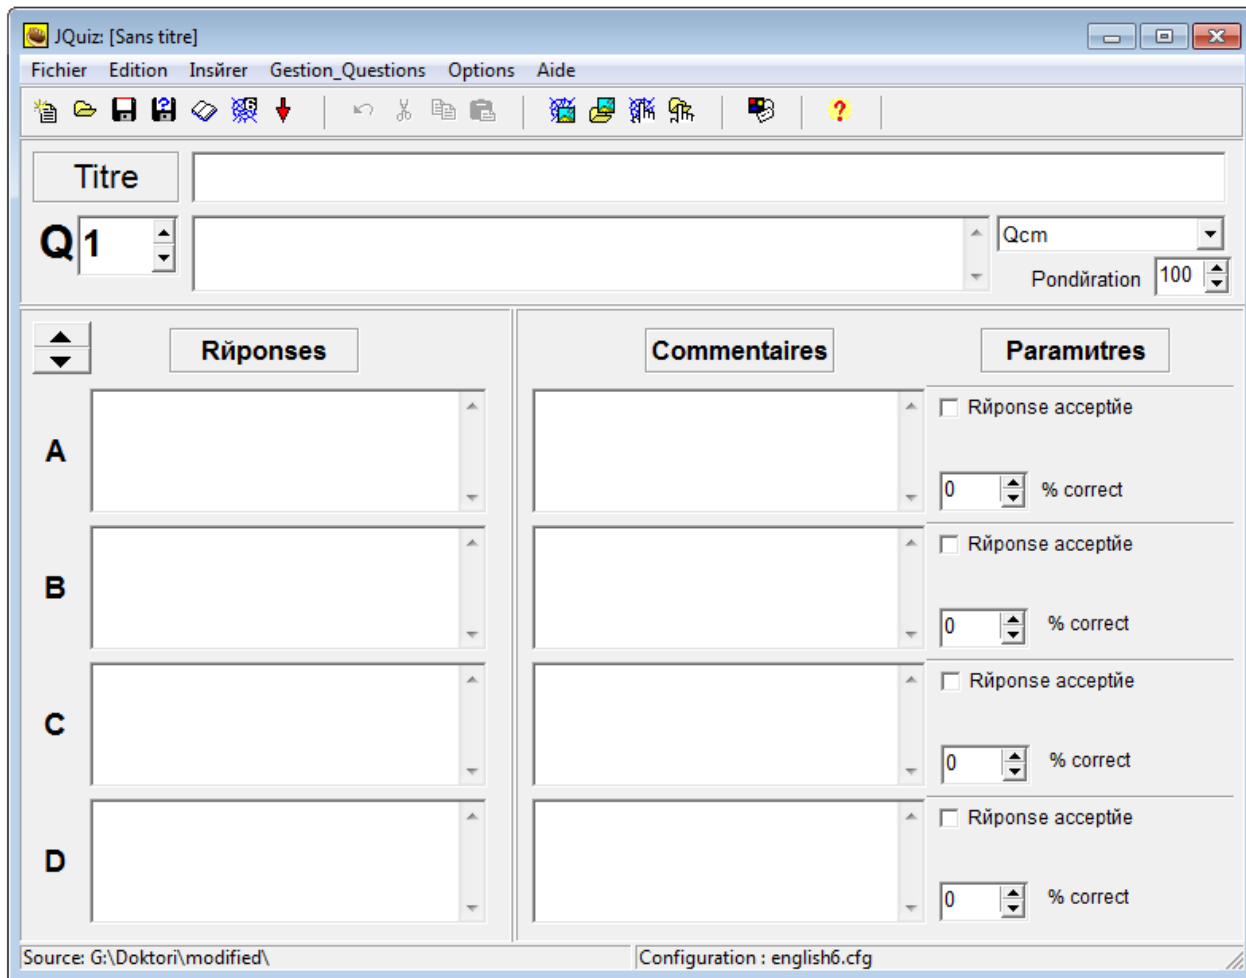 JQuiz: [Sans titre]
Fichier Edition Insйrer Gestion_Questions Options Aide
Titre
Q 1
Qcm
Pondйration 100
Rйponses Commentaires Paramиtres
A
Rйponse acceptйe
0 % correct
B
Rйponse acceptйe
0 % correct
C
Rйponse acceptйe
0 % correct
D
Rйponse acceptйe
0 % correct
Source: G:\Doktori\modified\ Configuration : english6.cfg